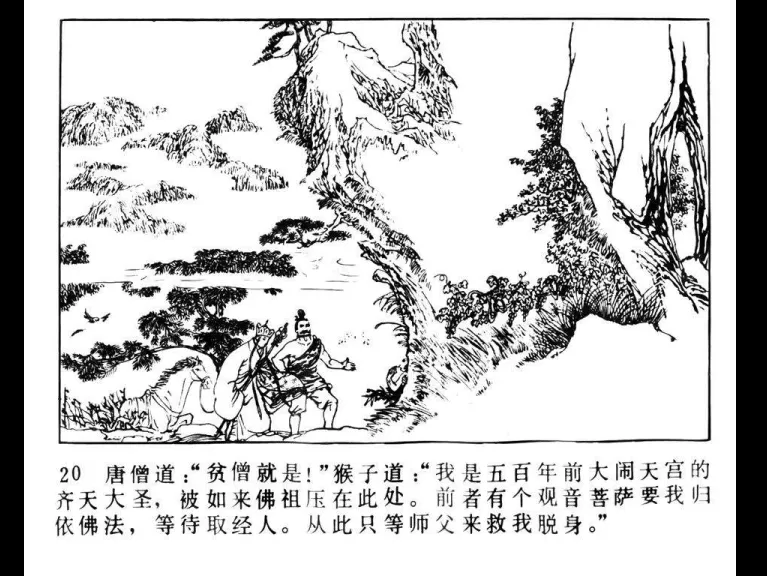 20 唐僧道：“贫僧就是！”猴子道：“我是五百年前大闹天宫的
齐天大圣，被如来佛祖压在此处。前者有个观音菩萨要我归
依佛法，等待取经人。从此只等师父来救我脱身。”